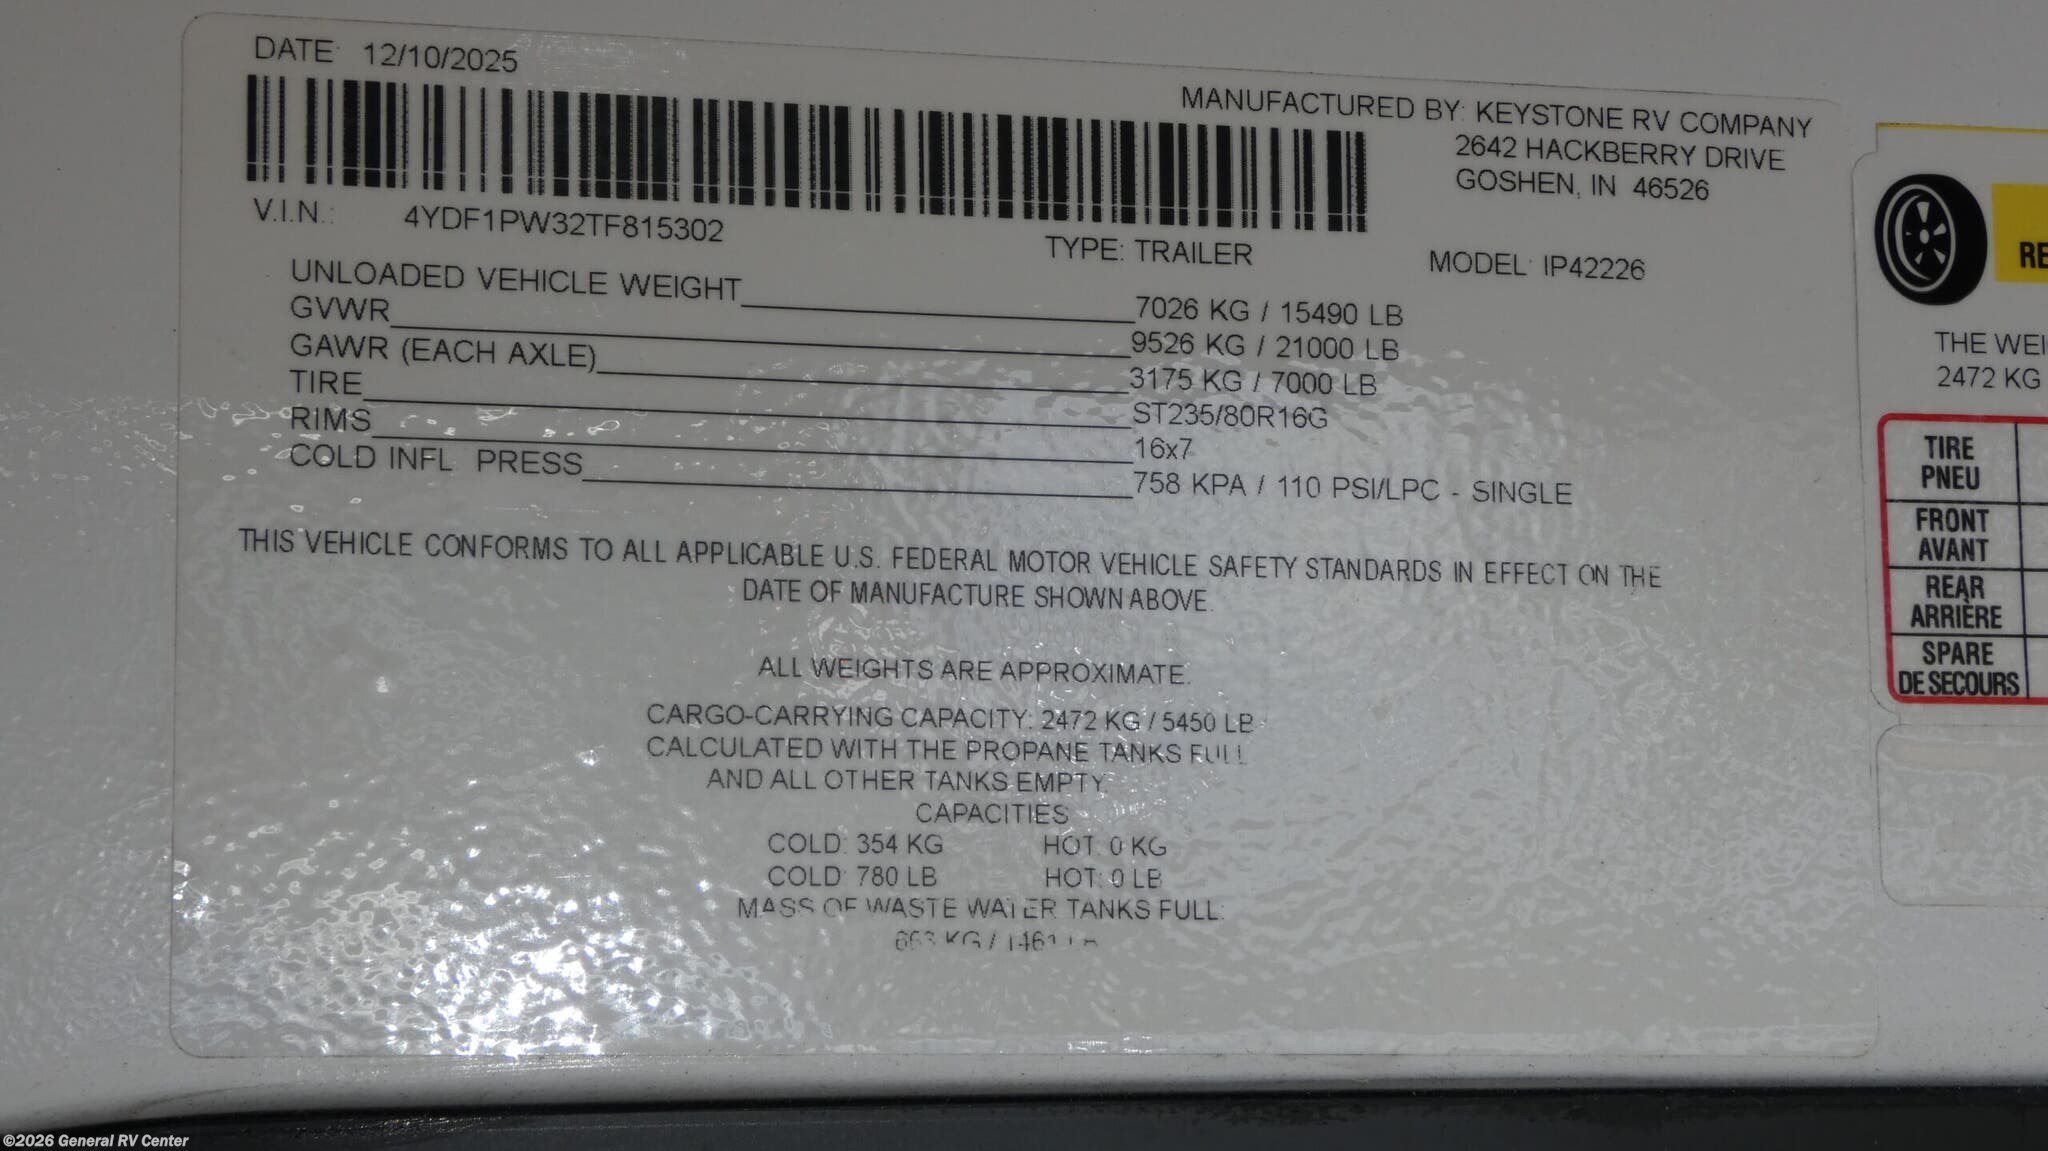 DATE: 12/10/2025
MANUFACTURED BY: KEYSTONE RV COMPANY
2642 HACKBERRY DRIVE
GOSHEN, IN 46526
V.I.N.: 4YDF1PW32TF815302
TYPE: TRAILER
MODEL: IP42226
UNLOADED VEHICLE WEIGHT 7026 KG / 15490 LB
GVWR 9526 KG / 21000 LB
GAWR (EACH AXLE) 3175 KG / 7000 LB
TIRE ST235/80R16G
RIMS 16x7
COLD INFL PRESS 758 KPA / 110 PSI/LPC - SINGLE
THIS VEHICLE CONFORMS TO ALL APPLICABLE U.S. FEDERAL MOTOR VEHICLE SAFETY STANDARDS IN EFFECT ON THE
DATE OF MANUFACTURE SHOWN ABOVE.
ALL WEIGHTS ARE APPROXIMATE.
CARGO-CARRYING CAPACITY: 2472 KG / 5450 LB
CALCULATED WITH THE PROPANE TANKS FULL
AND ALL OTHER TANKS EMPTY.
CAPACITIES
COLD: 354 KG HOT: 0 KG
COLD: 780 LB HOT: 0 LB
MASS OF WASTE WATER TANKS FULL:
663 KG / 1461 LB
RE
THE WEI
2472 KG
TIRE
PNEU
FRONT
AVANT
REAR
ARRIÈRE
SPARE
DE SECOURS
©2026 General RV Center